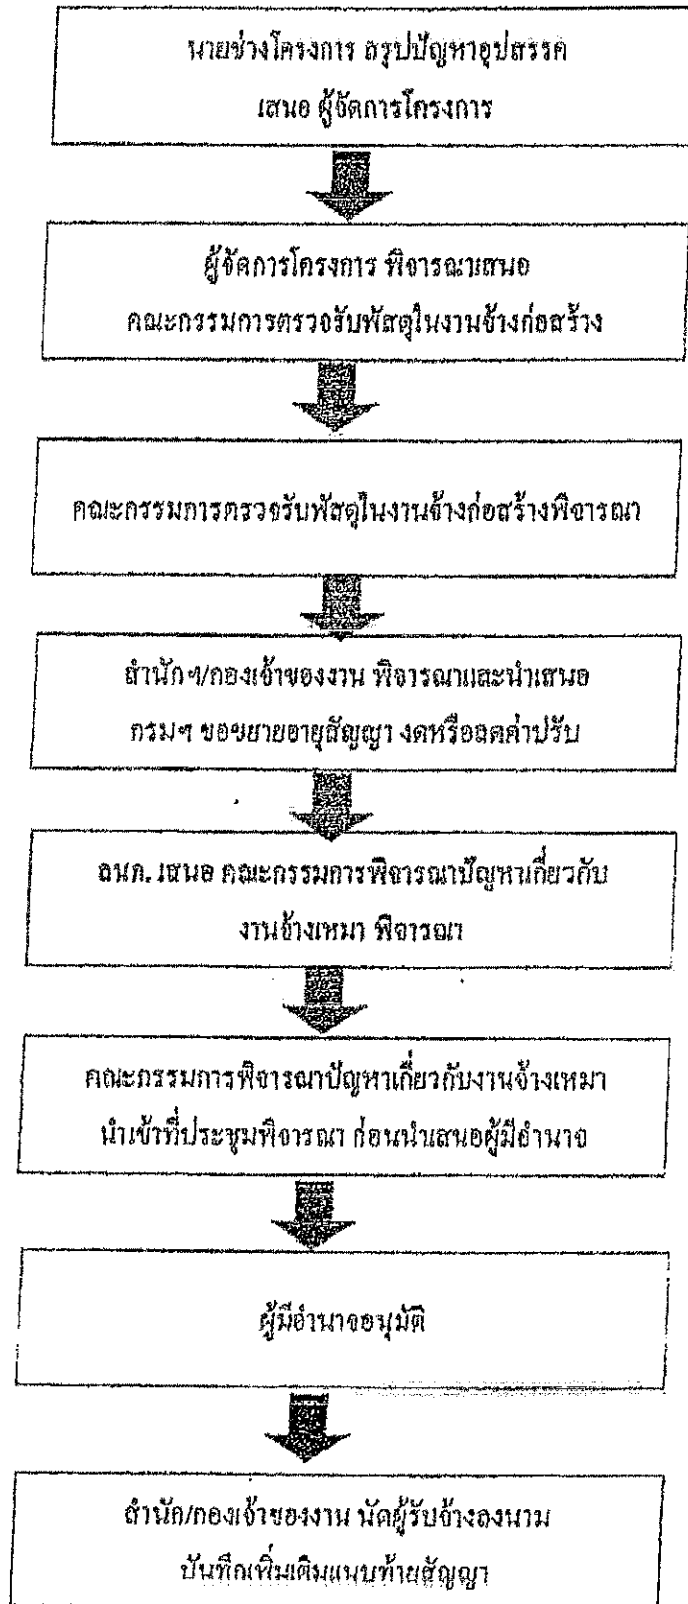 นายช่างโครงการ สรุปปัญหาอุปสรรค
เสนอ ผู้จัดการโครงการ
ผู้จัดการโครงการ พิจารณาเสนอ
คณะกรรมการตรวจรับพัสดุในงานจ้างก่อสร้าง
คณะกรรมการตรวจรับพัสดุในงานจ้างก่อสร้างพิจารณา
สำนักฯ/กองเจ้าของงาน พิจารณาและนำเสนอ
กรมฯ ขอขยายอายุสัญญา งดหรือลดค่าปรับ
ลนก. เสนอ คณะกรรมการพิจารณาปัญหาเกี่ยวกับ
งานจ้างเหมา พิจารณา
คณะกรรมการพิจารณาปัญหาเกี่ยวกับงานจ้างเหมา
นำเข้าที่ประชุมพิจารณา ก่อนนำเสนอผู้มีอำนาจ
ผู้มีอำนาจอนุมัติ
สำนัก/กองเจ้าของงาน นัดผู้รับจ้างลงนาม
บันทึกเพิ่มเติมแนบท้ายสัญญา